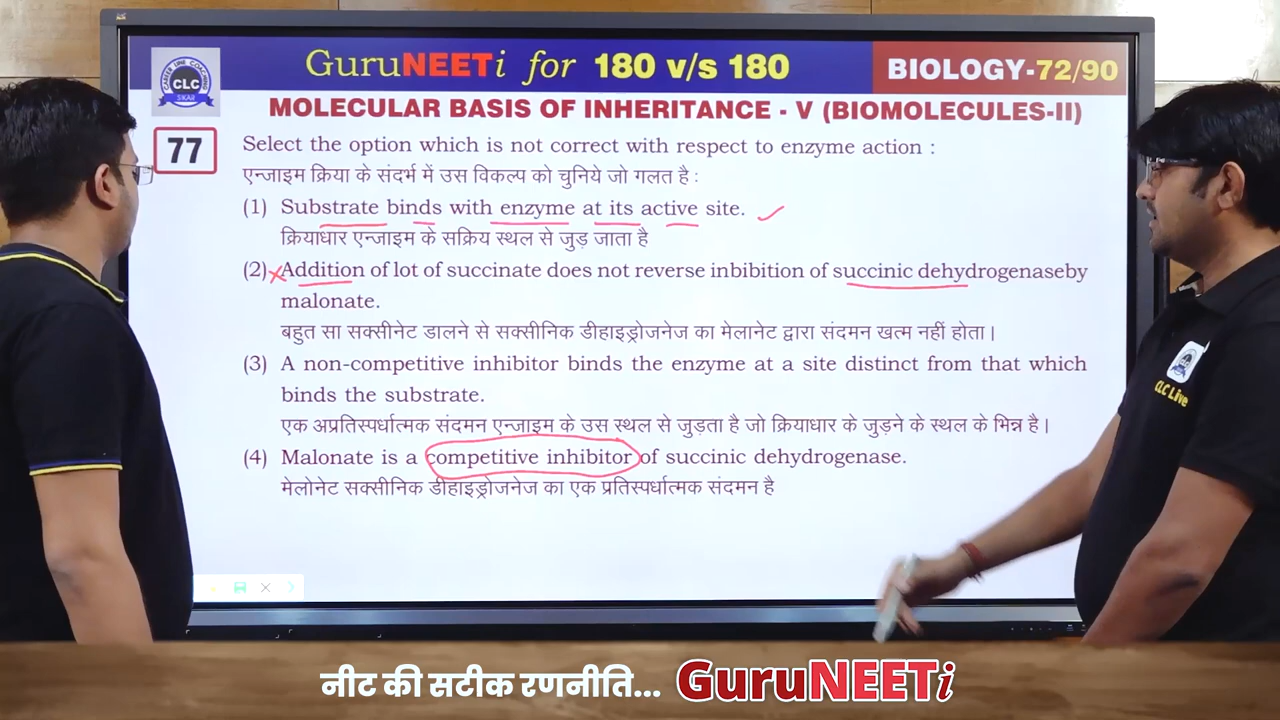 GuruNEETi for 180 v/s 180
BIOLOGY-72/90
CLC
SIKAR
MOLECULAR BASIS OF INHERITANCE - V (BIOMOLECULES-II)
77
Select the option which is not correct with respect to enzyme action :
एन्जाइम क्रिया के संदर्भ में उस विकल्प को चुनिये जो गलत है :
(1) Substrate binds with enzyme at its active site.
क्रियाधार एन्जाइम के सक्रिय स्थल से जुड़ जाता है
(2) Addition of lot of succinate does not reverse inbibition of succinic dehydrogenaseby
malonate.
बहुत सा सक्सीनेट डालने से सक्सीनिक डीहाइड्रोजनेज का मेलानेट द्वारा संदमन खत्म नहीं होता।
(3) A non-competitive inhibitor binds the enzyme at a site distinct from that which
binds the substrate.
एक अप्रतिस्पर्धात्मक संदमन एन्जाइम के उस स्थल से जुड़ता है जो क्रियाधार के जुड़ने के स्थल के भिन्न है।
(4) Malonate is a competitive inhibitor of succinic dehydrogenase.
मेलोनेट सक्सीनिक डीहाइड्रोजनेज का एक प्रतिस्पर्धात्मक संदमन है
CLC Live
नीट की सटीक रणनीति... GuruNEETi